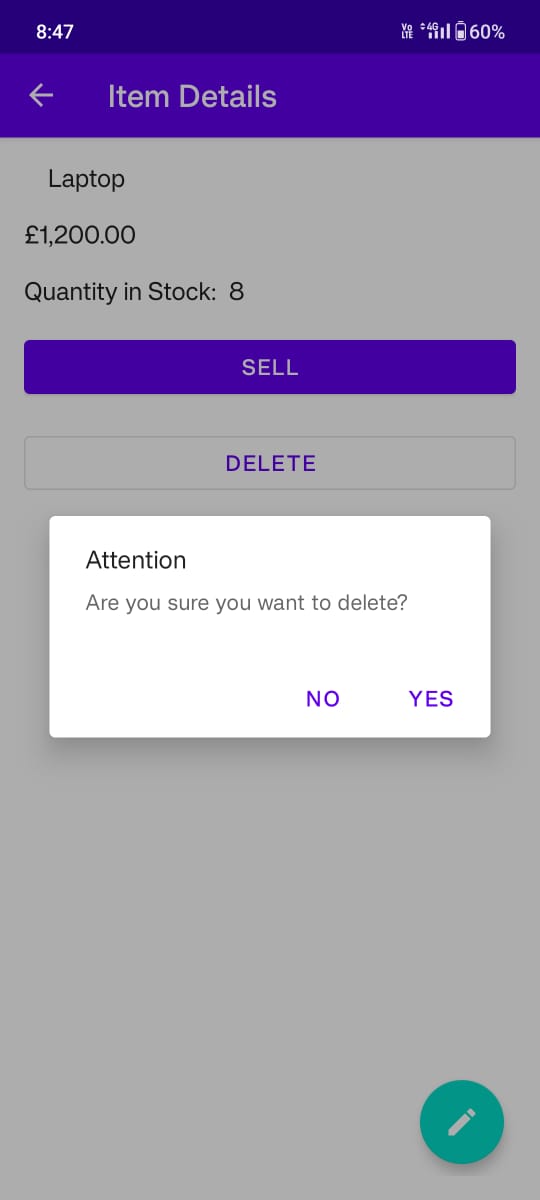 8:47 Vo LTE 4G 60%
Item Details
Laptop
£1,200.00
Quantity in Stock: 8
SELL
DELETE
Attention
Are you sure you want to delete?
NO YES